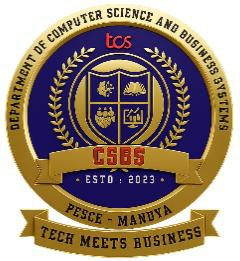 DEPARTMENT OF COMPUTER SCIENCE AND BUSINESS SYSTEMS
tcs
CSBS
ESTD : 2023
PESCE - MANDYA
TECH MEETS BUSINESS